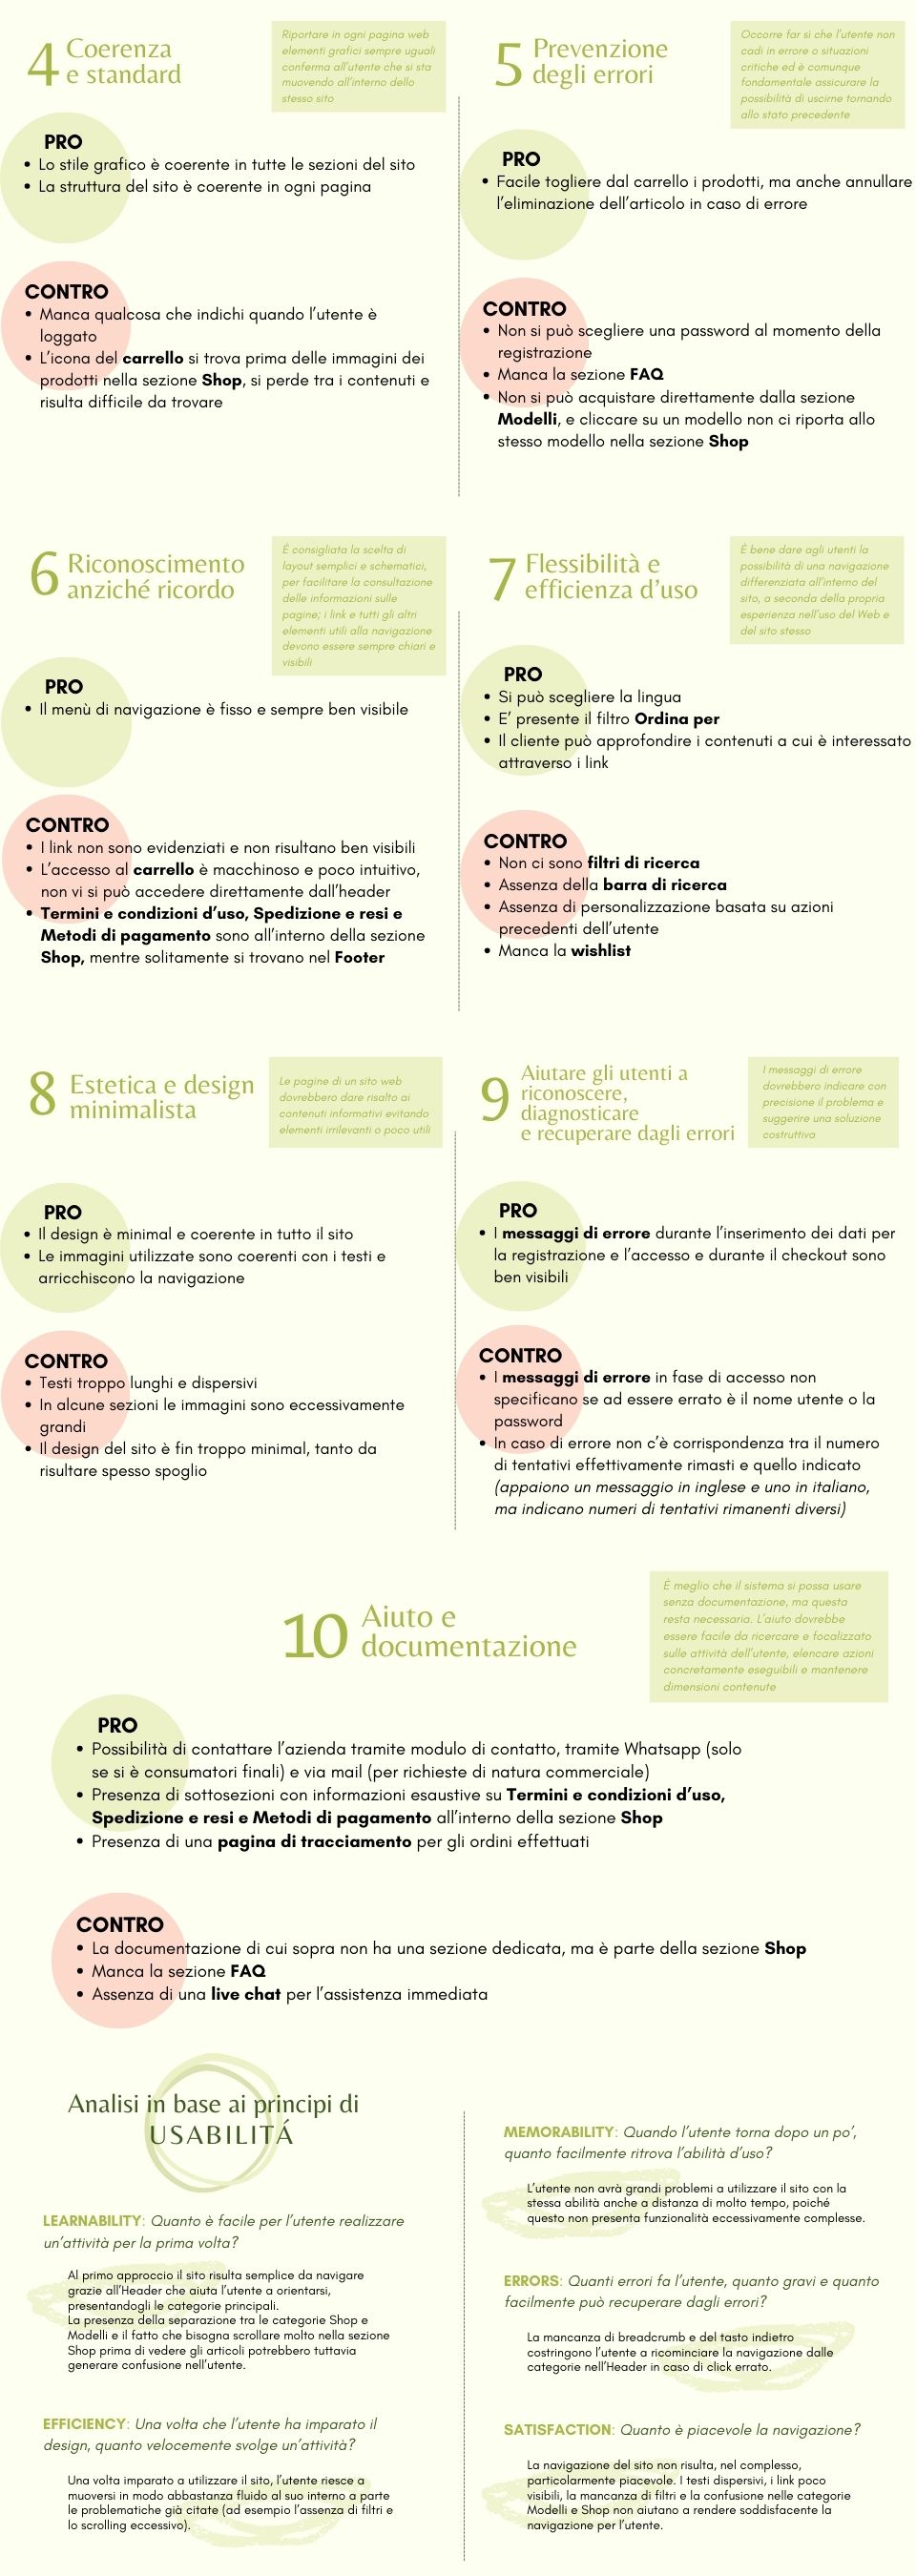 4 Coerenza
e standard
Riportare in ogni pagina web
elementi grafici sempre uguali
conferma all'utente che si sta
muovendo all'interno dello
stesso sito
PRO
• Lo stile grafico è coerente in tutte le sezioni del sito
• La struttura del sito è coerente in ogni pagina
CONTRO
• Manca qualcosa che indichi quando l'utente è
loggato
• L'icona del carrello si trova prima delle immagini dei
prodotti nella sezione Shop, si perde tra i contenuti e
risulta difficile da trovare
5 Prevenzione
degli errori
Occorre far sì che l'utente non
cadi in errore o situazioni
critiche ed è comunque
fondamentale assicurare la
possibilità di uscirne tornando
allo stato precedente
PRO
• Facile togliere dal carrello i prodotti, ma anche annullare
l'eliminazione dell'articolo in caso di errore
CONTRO
• Non si può scegliere una password al momento della
registrazione
• Manca la sezione FAQ
• Non si può acquistare direttamente dalla sezione
Modelli, e cliccare su un modello non ci riporta allo
stesso modello nella sezione Shop
6 Riconoscimento
anziché ricordo
È consigliata la scelta di
layout semplici e schematici,
per facilitare la consultazione
delle informazioni sulle
pagine; i link e tutti gli altri
elementi utili alla navigazione
devono essere sempre chiari e
visibili
PRO
• Il menù di navigazione è fisso e sempre ben visibile
CONTRO
• I link non sono evidenziati e non risultano ben visibili
• L'accesso al carrello è macchinoso e poco intuitivo,
non vi si può accedere direttamente dall'header
• Termini e condizioni d'uso, Spedizione e resi e
Metodi di pagamento sono all'interno della sezione
Shop, mentre solitamente si trovano nel Footer
7 Flessibilità e
efficienza d'uso
È bene dare agli utenti la
possibilità di una navigazione
differenziata all'interno del
sito, a seconda della propria
esperienza nell'uso del Web e
del sito stesso
PRO
• Si può scegliere la lingua
• E' presente il filtro Ordina per
• Il cliente può approfondire i contenuti a cui è interessato
attraverso i link
CONTRO
• Non ci sono filtri di ricerca
• Assenza della barra di ricerca
• Assenza di personalizzazione basata su azioni
precedenti dell'utente
• Manca la wishlist
8 Estetica e design
minimalista
Le pagine di un sito web
dovrebbero dare risalto ai
contenuti informativi evitando
elementi irrilevanti o poco utili
PRO
• Il design è minimal e coerente in tutto il sito
• Le immagini utilizzate sono coerenti con i testi e
arricchiscono la navigazione
CONTRO
• Testi troppo lunghi e dispersivi
• In alcune sezioni le immagini sono eccessivamente
grandi
• Il design del sito è fin troppo minimal, tanto da
risultare spesso spoglio
9 Aiutare gli utenti a
riconoscere,
diagnosticare
e recuperare dagli errori
I messaggi di errore
dovrebbero indicare con
precisione il problema e
suggerire una soluzione
costruttiva
PRO
• I messaggi di errore durante l'inserimento dei dati per
la registrazione e l'accesso e durante il checkout sono
ben visibili
CONTRO
• I messaggi di errore in fase di accesso non
specificano se ad essere errato è il nome utente o la
password
• In caso di errore non c'è corrispondenza tra il numero
di tentativi effettivamente rimasti e quello indicato
(appaiono un messaggio in inglese e uno in italiano,
ma indicano numeri di tentativi rimanenti diversi)
10 Aiuto e
documentazione
È meglio che il sistema si possa usare
senza documentazione, ma questa
resta necessaria. L'aiuto dovrebbe
essere facile da ricercare e focalizzato
sulle attività dell'utente, elencare azioni
concretamente eseguibili e mantenere
dimensioni contenute
PRO
• Possibilità di contattare l'azienda tramite modulo di contatto, tramite Whatsapp (solo
se si è consumatori finali) e via mail (per richieste di natura commerciale)
• Presenza di sottosezioni con informazioni esaustive su Termini e condizioni d'uso,
Spedizione e resi e Metodi di pagamento all'interno della sezione Shop
• Presenza di una pagina di tracciamento per gli ordini effettuati
CONTRO
• La documentazione di cui sopra non ha una sezione dedicata, ma è parte della sezione Shop
• Manca la sezione FAQ
• Assenza di una live chat per l'assistenza immediata
Analisi in base ai principi di
USABILITÁ
LEARNABILITY: Quanto è facile per l'utente realizzare
un'attività per la prima volta?
Al primo approccio il sito risulta semplice da navigare
grazie all'Header che aiuta l'utente a orientarsi,
presentandogli le categorie principali.
La presenza della separazione tra le categorie Shop e
Modelli e il fatto che bisogna scrollare molto nella sezione
Shop prima di vedere gli articoli potrebbero tuttavia
generare confusione nell'utente.
EFFICIENCY: Una volta che l'utente ha imparato il
design, quanto velocemente svolge un'attività?
Una volta imparato a utilizzare il sito, l'utente riesce a
muoversi in modo abbastanza fluido al suo interno a parte
le problematiche già citate (ad esempio l'assenza di filtri e
lo scrolling eccessivo).
MEMORABILITY: Quando l'utente torna dopo un po',
quanto facilmente ritrova l'abilità d'uso?
L'utente non avrà grandi problemi a utilizzare il sito con la
stessa abilità anche a distanza di molto tempo, poiché
questo non presenta funzionalità eccessivamente complesse.
ERRORS: Quanti errori fa l'utente, quanto gravi e quanto
facilmente può recuperare dagli errori?
La mancanza di breadcrumb e del tasto indietro
costringono l'utente a ricominciare la navigazione dalle
categorie nell'Header in caso di click errato.
SATISFACTION: Quanto è piacevole la navigazione?
La navigazione del sito non risulta, nel complesso,
particolarmente piacevole. I testi dispersivi, i link poco
visibili, la mancanza di filtri e la confusione nelle categorie
Modelli e Shop non aiutano a rendere soddisfacente la
navigazione per l'utente.